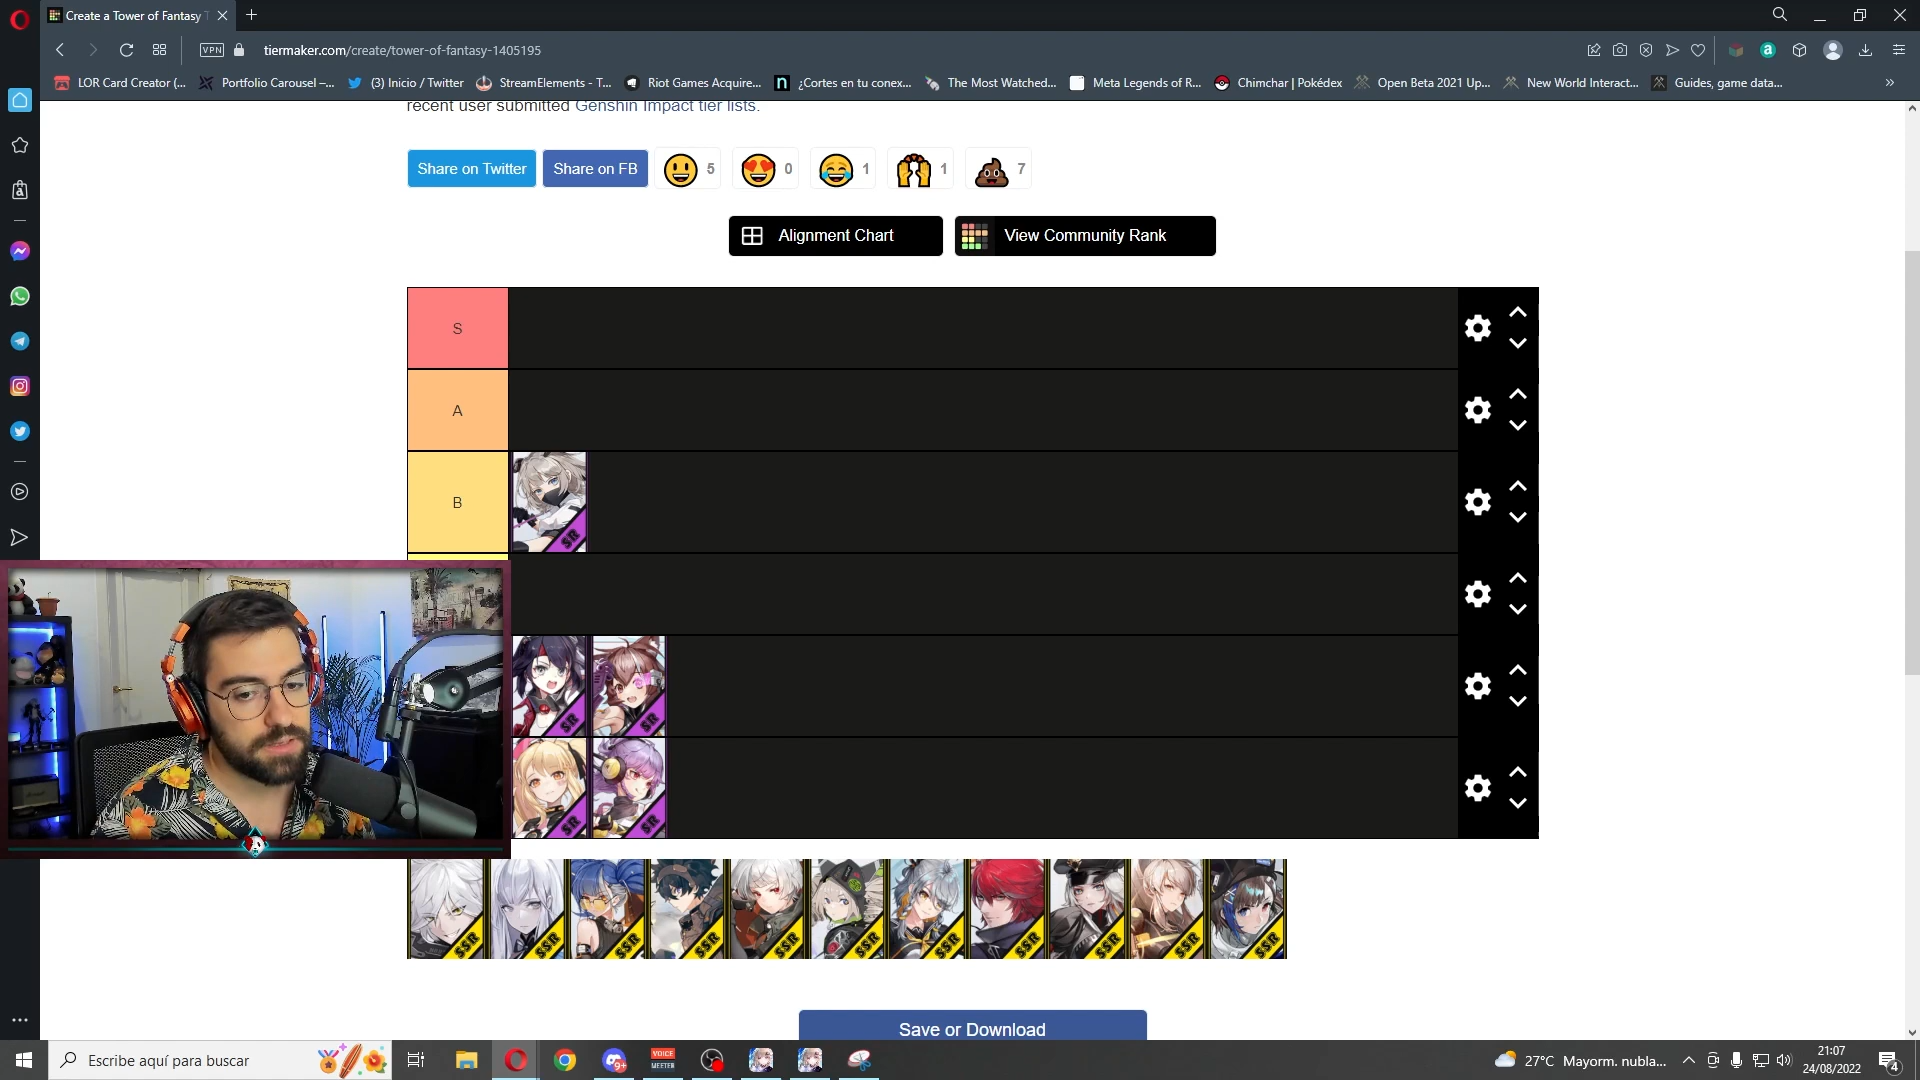 Create a Tower of Fantasy T
VPN
tiermaker.com/create/tower-of-fantasy-1405195
LOR Card Creator (...
Portfolio Carousel –...
(3) Inicio / Twitter
StreamElements - T...
Riot Games Acquire...
¿Cortes en tu conex...
The Most Watched...
Meta Legends of R...
Chimchar | Pokédex
Open Beta 2021 Up...
New World Interact...
Guides, game data...
recent user submitted Genshin Impact tier lists.
Share on Twitter
Share on FB
5
0
1
1
7
Alignment Chart
View Community Rank
S
A
B
SR
SR
SR
SR
SR
SSR
SSR
SSR
SSR
SSR
SSR
SSR
SSR
SSR
SSR
SSR
Save or Download
Escribe aquí para buscar
9+
VOICE
MEETER
27°C
Mayorm. nubla...
21:07
24/08/2022
4